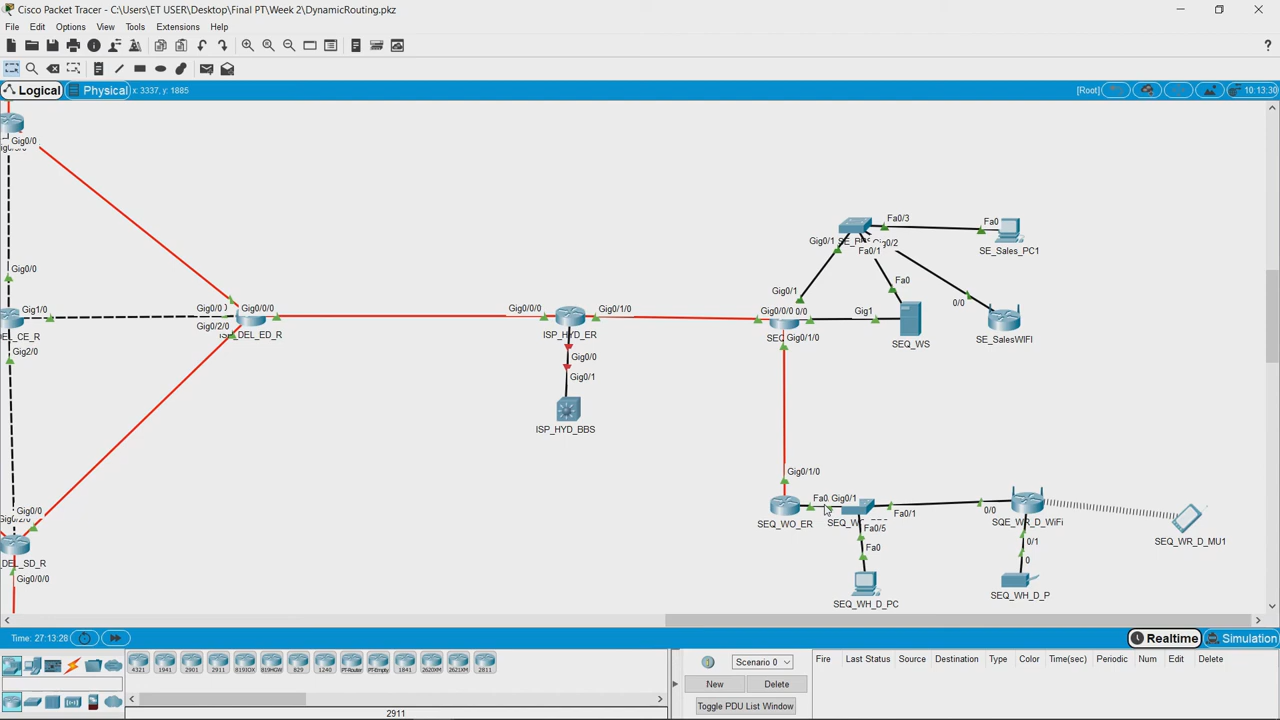 Cisco Packet Tracer - C:\Users\ET USER\Desktop\Final PT\Week 2\DynamicRouting.pkz
File Edit Options View Tools Extensions Help
Logical Physical x: 3337, y: 1885 [Root] 10:13:30
Gig0/0
Gig0/0
Gig1/0
DEL_CE_R
Gig2/0
Gig0/0
DEL_SD_R
Gig0/0/0
Gig0/0
Gig0/0/0
Gig0/2/0
DEL_ED_R
Gig0/0/0
Gig0/1/0
ISP_HYD_ER
Gig0/0
Gig0/1
ISP_HYD_BBS
Fa0/3
Fa0
SE_Sales_PC1
Gig0/1
Fa0/1
Gig0/1
Fa0
0/0
Gig0/0/0
Gig1
SEQ
Gig0/1/0
SEQ_WS
SE_SalesWIFI
Gig0/1/0
SEQ_WO_ER
Fa0
Gig0/1
Fa0/1
0/0
Fa0/5
Fa0
SEQ_WH_D_PC
SQE_WR_D_WiFi
0/1
0
SEQ_WH_D_P
SEQ_WR_D_MU1
Time: 27:13:28 Realtime Simulation
4321 1941 2901 2911 819IOX 819HGW 829 1240 PT-Router PT-Empty 1841 2620XM 2621XM 2811
2911
Scenario 0
New Delete
Toggle PDU List Window
Fire Last Status Source Destination Type Color Time(sec) Periodic Num Edit Delete